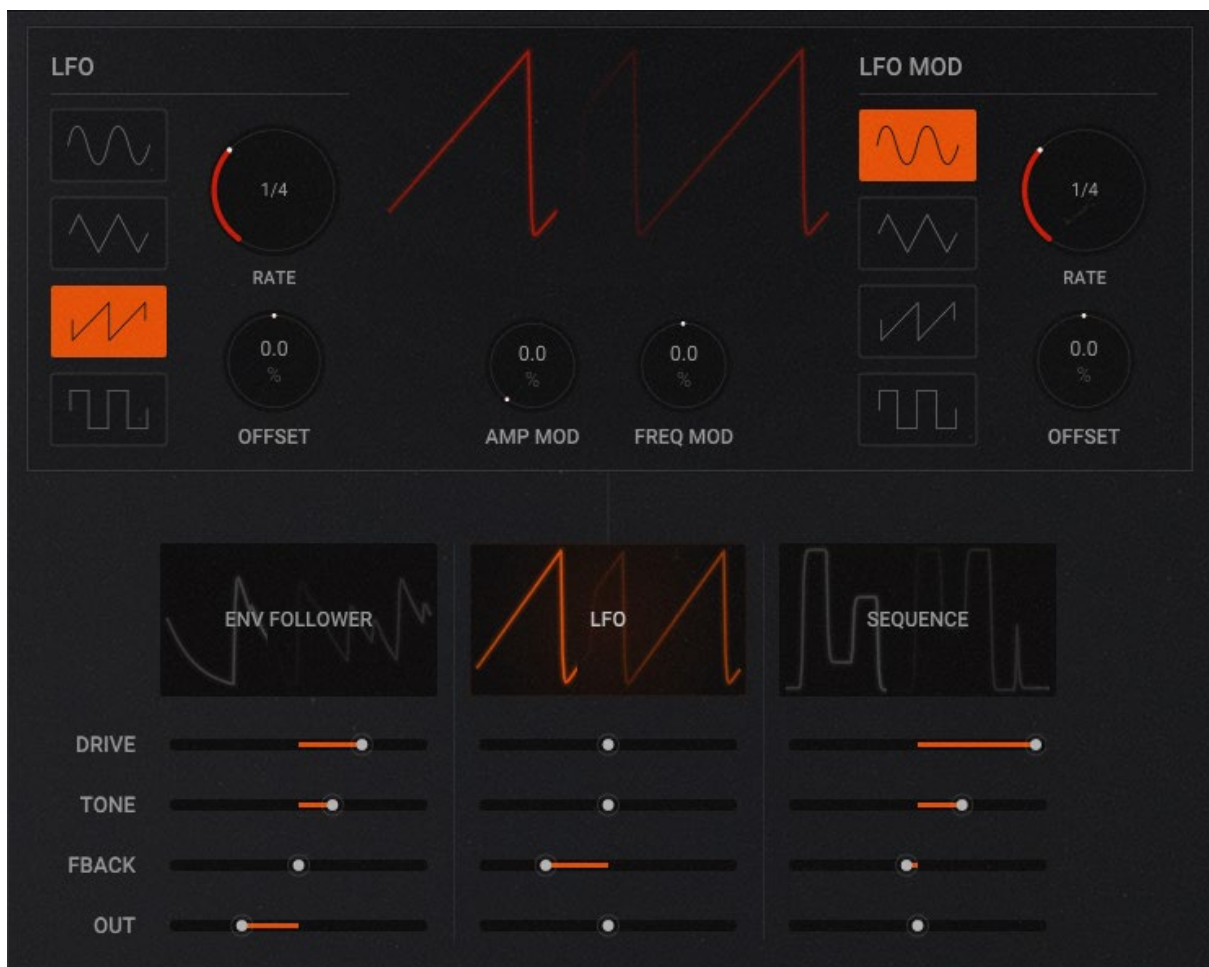 LFO
1/4
RATE
0.0
%
OFFSET
0.0
%
AMP MOD
0.0
%
FREQ MOD
LFO MOD
1/4
RATE
0.0
%
OFFSET
ENV FOLLOWER
LFO
SEQUENCE
DRIVE
TONE
FBACK
OUT